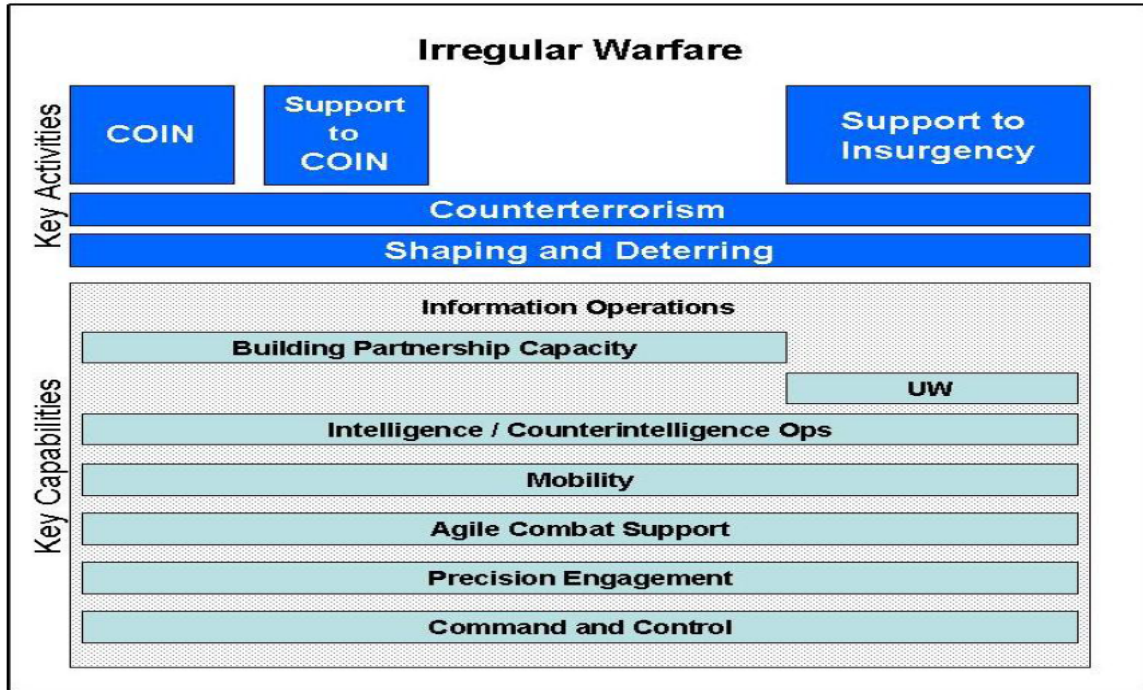 Irregular Warfare
Key Activities
COIN
Support
to
COIN
Support to
Insurgency
Counterterrorism
Shaping and Deterring
Key Capabilities
Information Operations
Building Partnership Capacity
UW
Intelligence / Counterintelligence Ops
Mobility
Agile Combat Support
Precision Engagement
Command and Control